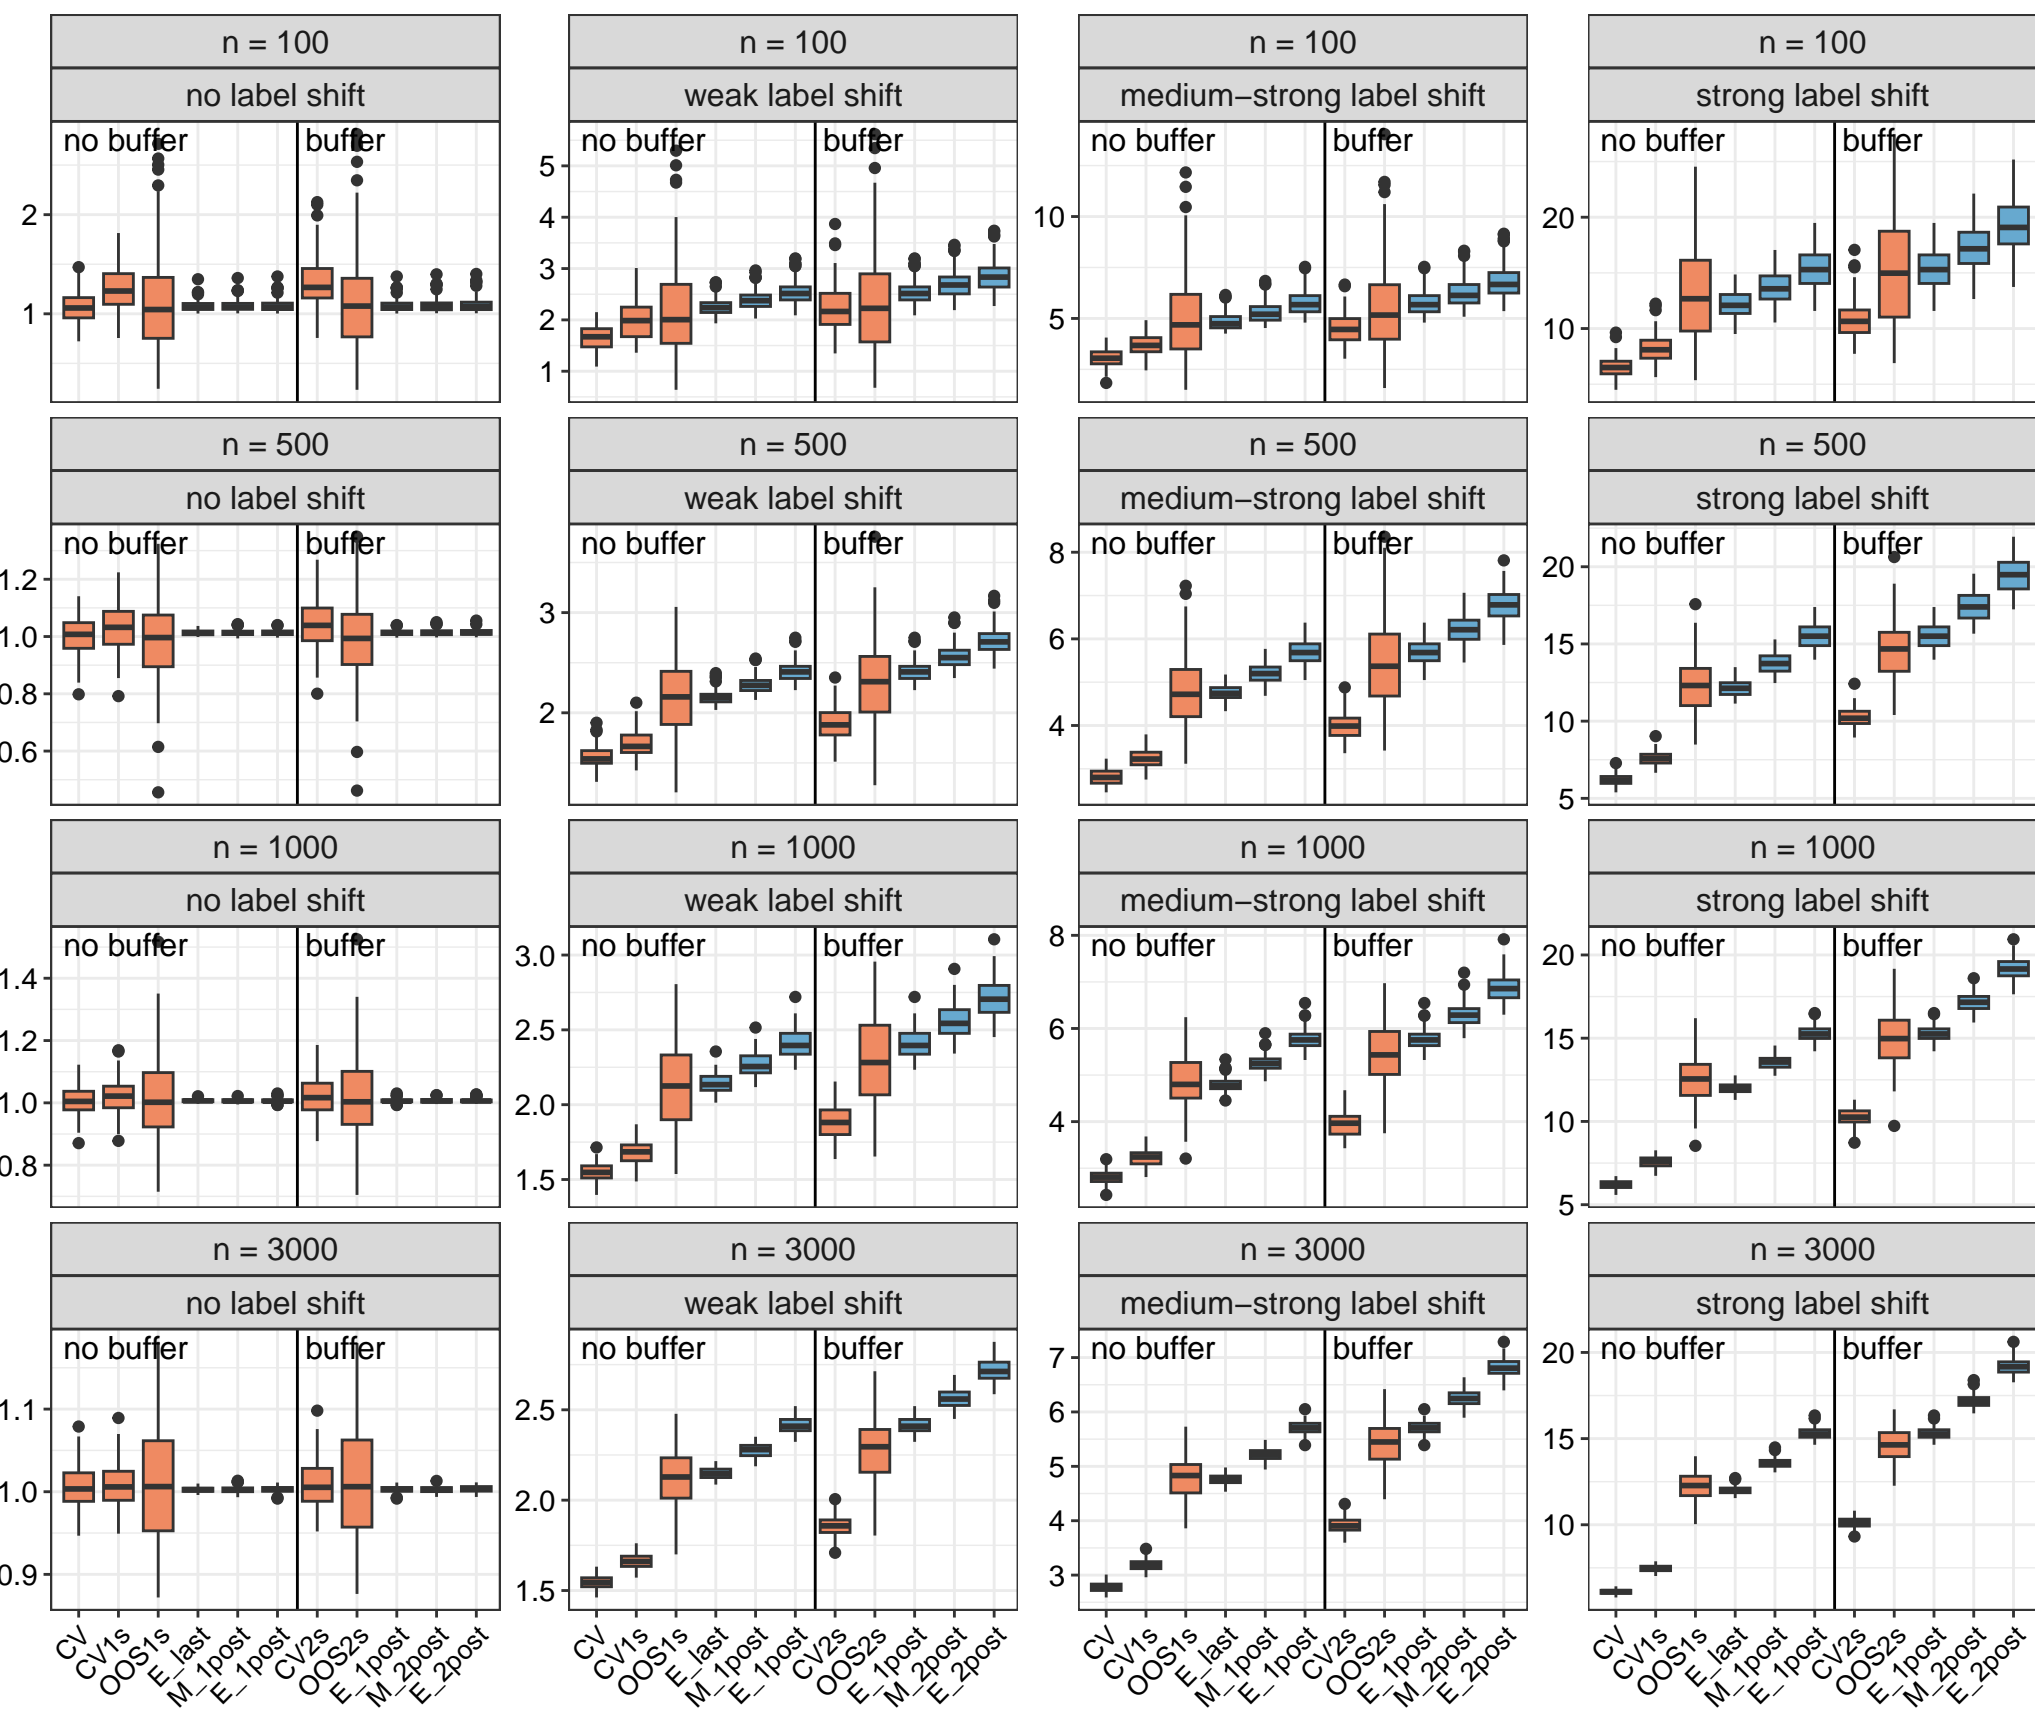 n = 100
n = 100
n = 100
n = 100
no label shift
weak label shift
medium−strong label shift
strong label shift
no buffer buffer
no buffer buffer
no buffer buffer
no buffer buffer
2
1
5
4
3
2
1
10
5
20
10
n = 500
n = 500
n = 500
n = 500
no label shift
weak label shift
medium−strong label shift
strong label shift
no buffer buffer
no buffer buffer
no buffer buffer
no buffer buffer
1.2
1.0
0.8
0.6
3
2
8
6
4
20
15
10
5
n = 1000
n = 1000
n = 1000
n = 1000
no label shift
weak label shift
medium−strong label shift
strong label shift
no buffer buffer
no buffer buffer
no buffer buffer
no buffer buffer
1.4
1.2
1.0
0.8
3.0
2.5
2.0
1.5
8
6
4
20
15
10
5
n = 3000
n = 3000
n = 3000
n = 3000
no label shift
weak label shift
medium−strong label shift
strong label shift
no buffer buffer
no buffer buffer
no buffer buffer
no buffer buffer
1.1
1.0
0.9
2.5
2.0
1.5
7
6
5
4
3
20
15
10
CV CV1s OOS1s E_last M_1post E_1post CV2s OOS2s E_1post M_2post E_2post
CV CV1s OOS1s E_last M_1post E_1post CV2s OOS2s E_1post M_2post E_2post
CV CV1s OOS1s E_last M_1post E_1post CV2s OOS2s E_1post M_2post E_2post
CV CV1s OOS1s E_last M_1post E_1post CV2s OOS2s E_1post M_2post E_2post